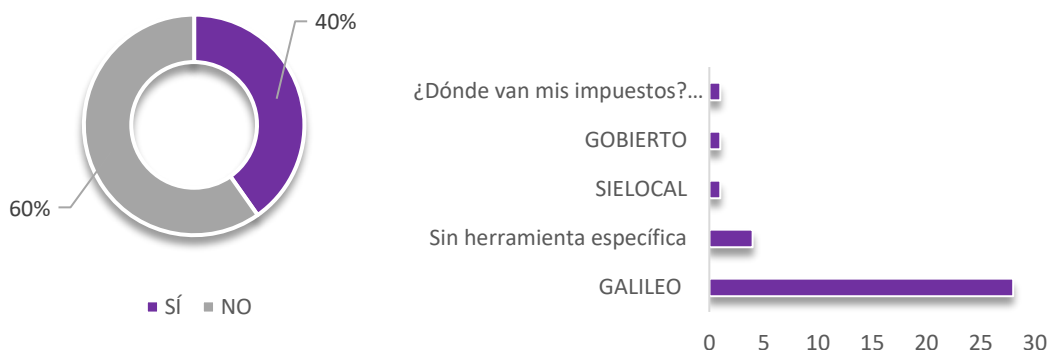 40%
60%
SÍ NO
¿Dónde van mis impuestos?...
GOBIERTO
SIELOCAL
Sin herramienta específica
GALILEO
0 5 10 15 20 25 30